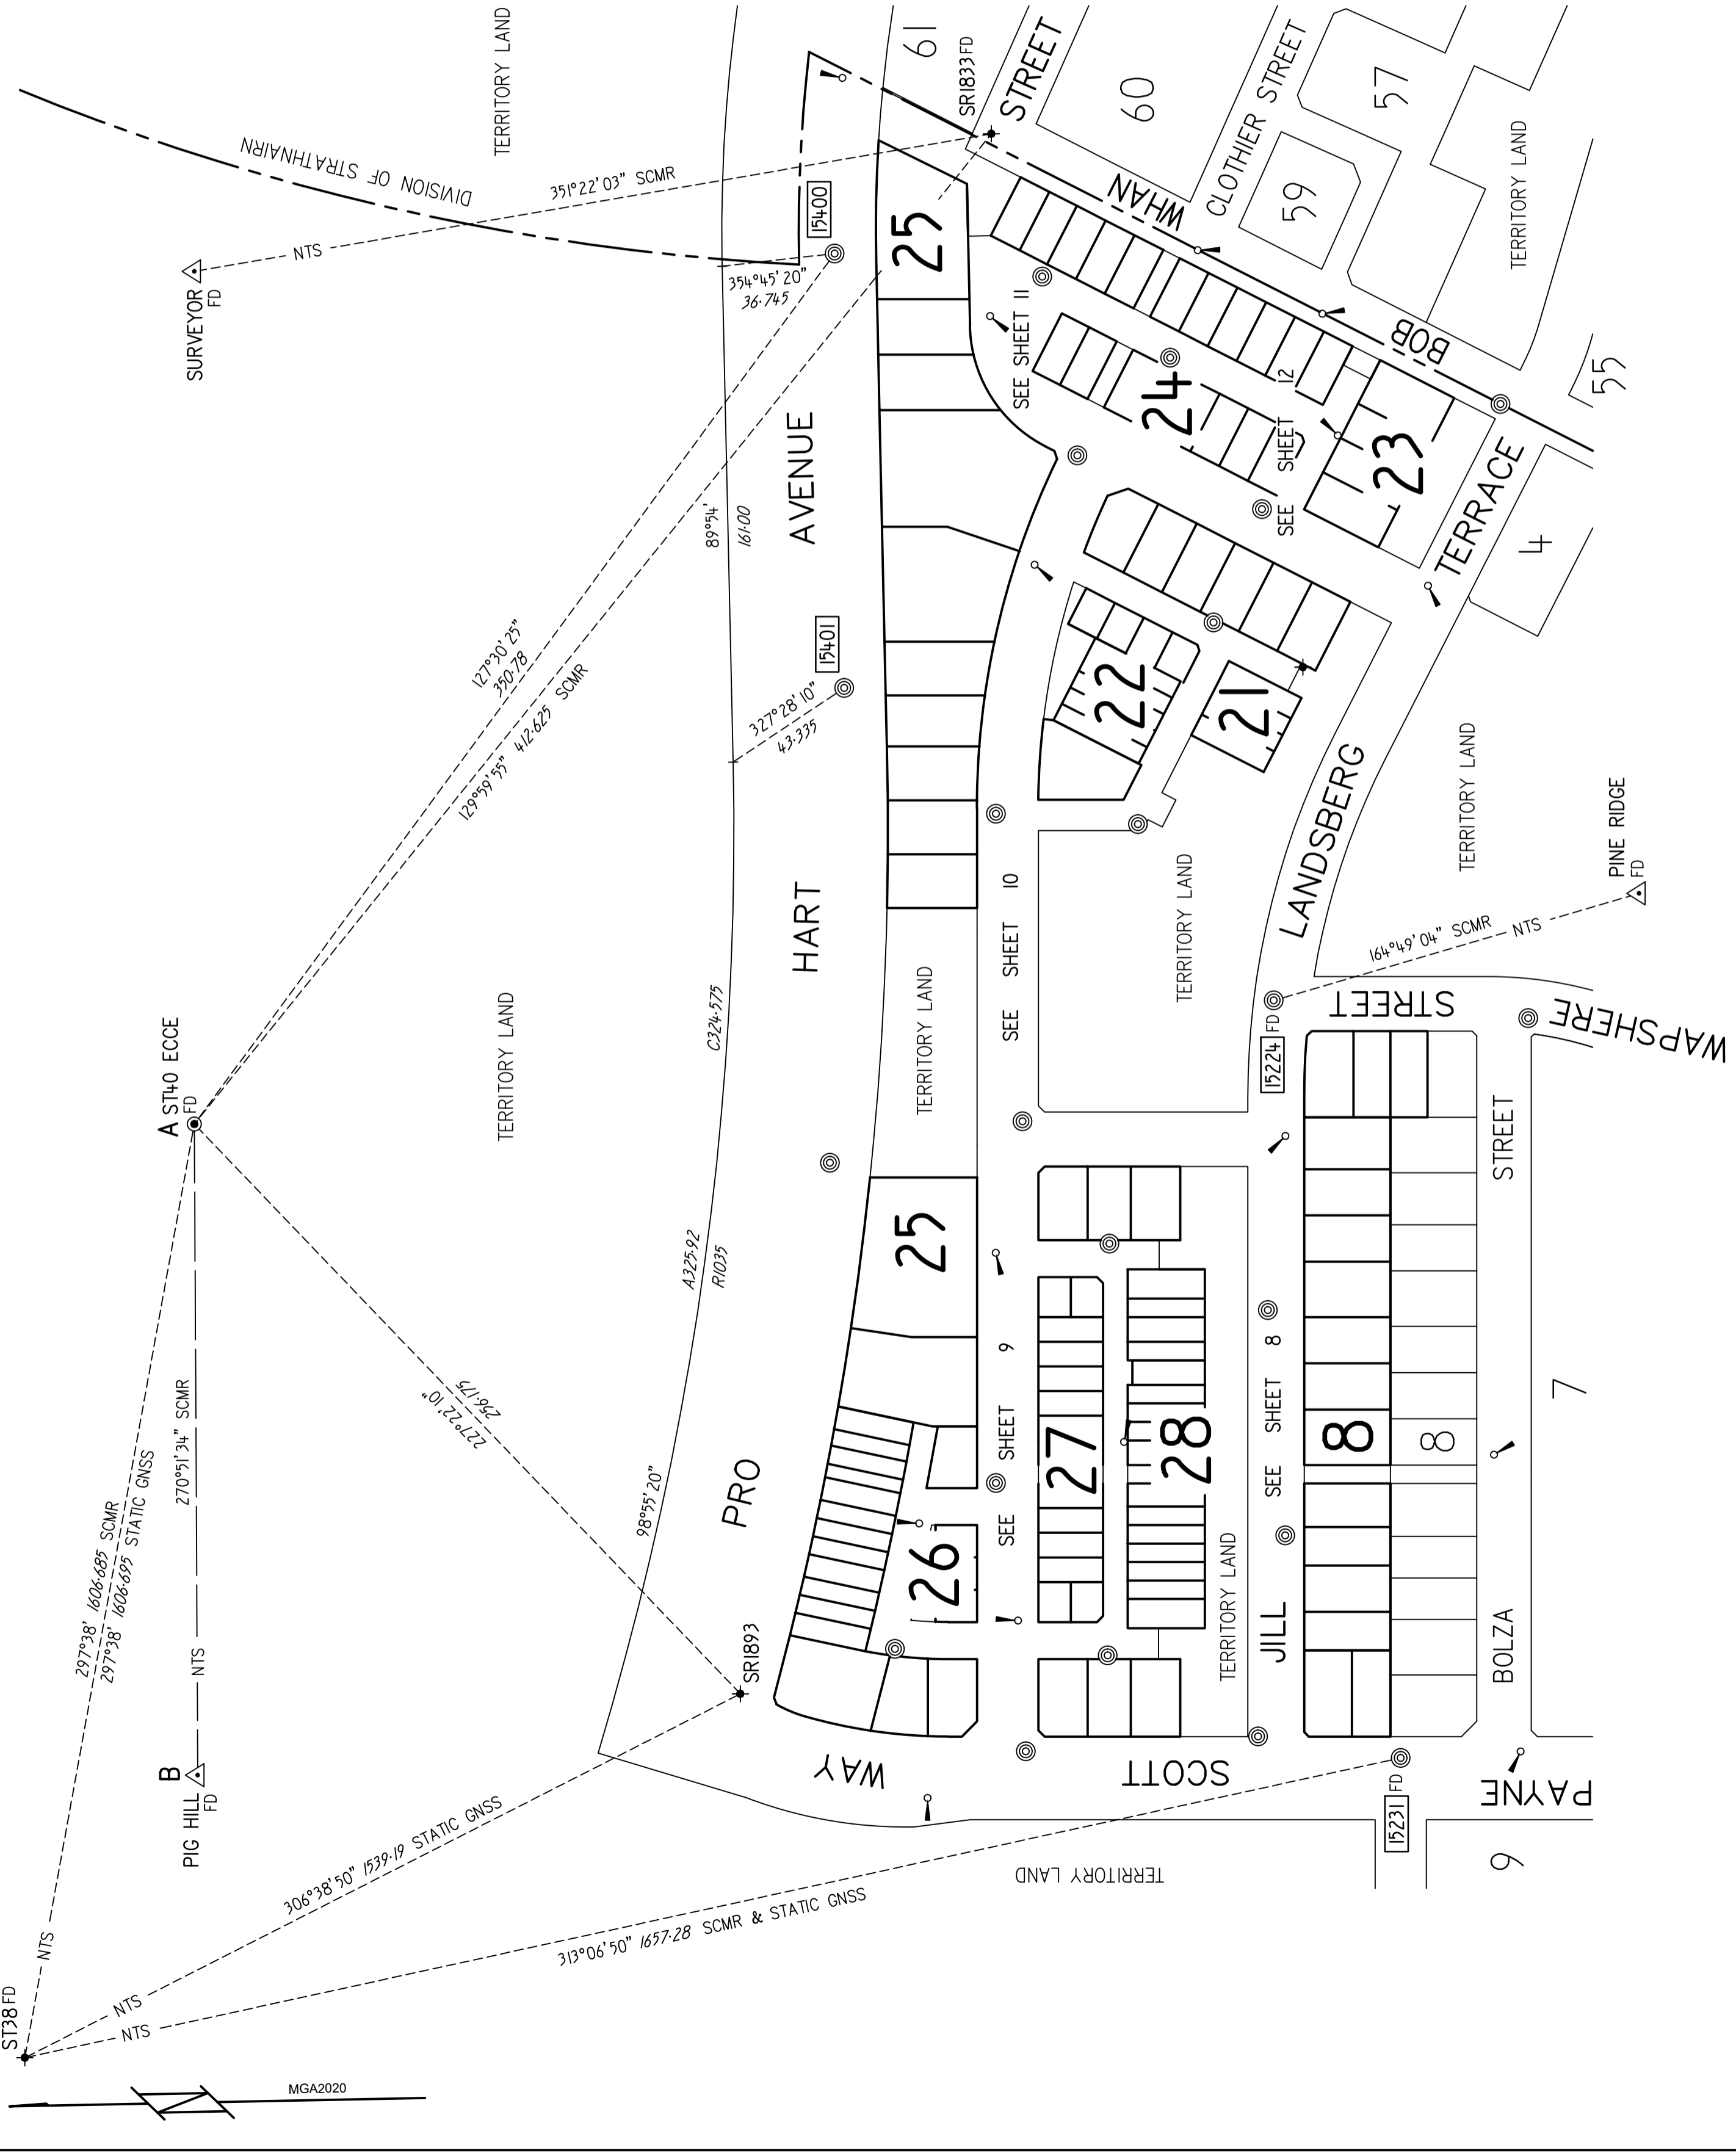 ST38 FD
NTS
297°38' 1606·685 SCMR
297°38' 1606·695 STATIC GNSS
NTS
306°38'50" 1539·19 STATIC GNSS
NTS
313°06'50" 1657·28 SCMR & STATIC GNSS
MGA2020
B
PIG HILL
FD
NTS
270°51'34" SCMR
A ST40 ECCE
FD
SURVEYOR
FD
NTS
351°22'03" SCMR
DIVISION OF STRATHNAIRN
TERRITORY LAND
TERRITORY LAND
127°30'25"
350·78
129°59'55" 412·625 SCMR
227°22'10"
256·175
SR1893
98°55'20"
A325·92
R1035
C324·575
89°54'
161·00
327°28'10"
43·335
15401
354°45'20"
36·745
15400
PRO
HART
AVENUE
61
SR1833 FD
STREET
60
CLOTHIER STREET
57
59
TERRITORY LAND
WHAN
BOB
55
25
SEE SHEET 11
24
SEE SHEET 12
23
TERRACE
4
22
21
LANDSBERG
TERRITORY LAND
PINE RIDGE
FD
NTS
164°49'04" SCMR
TERRITORY LAND
SEE SHEET 10
TERRITORY LAND
15224 FD
STREET
WAPSHERE
25
SEE SHEET 9
26
27
28
TERRITORY LAND
JILL
SEE SHEET 8
8
8
BOLZA
STREET
7
WAY
SCOTT
PAYNE
15231 FD
9
TERRITORY LAND